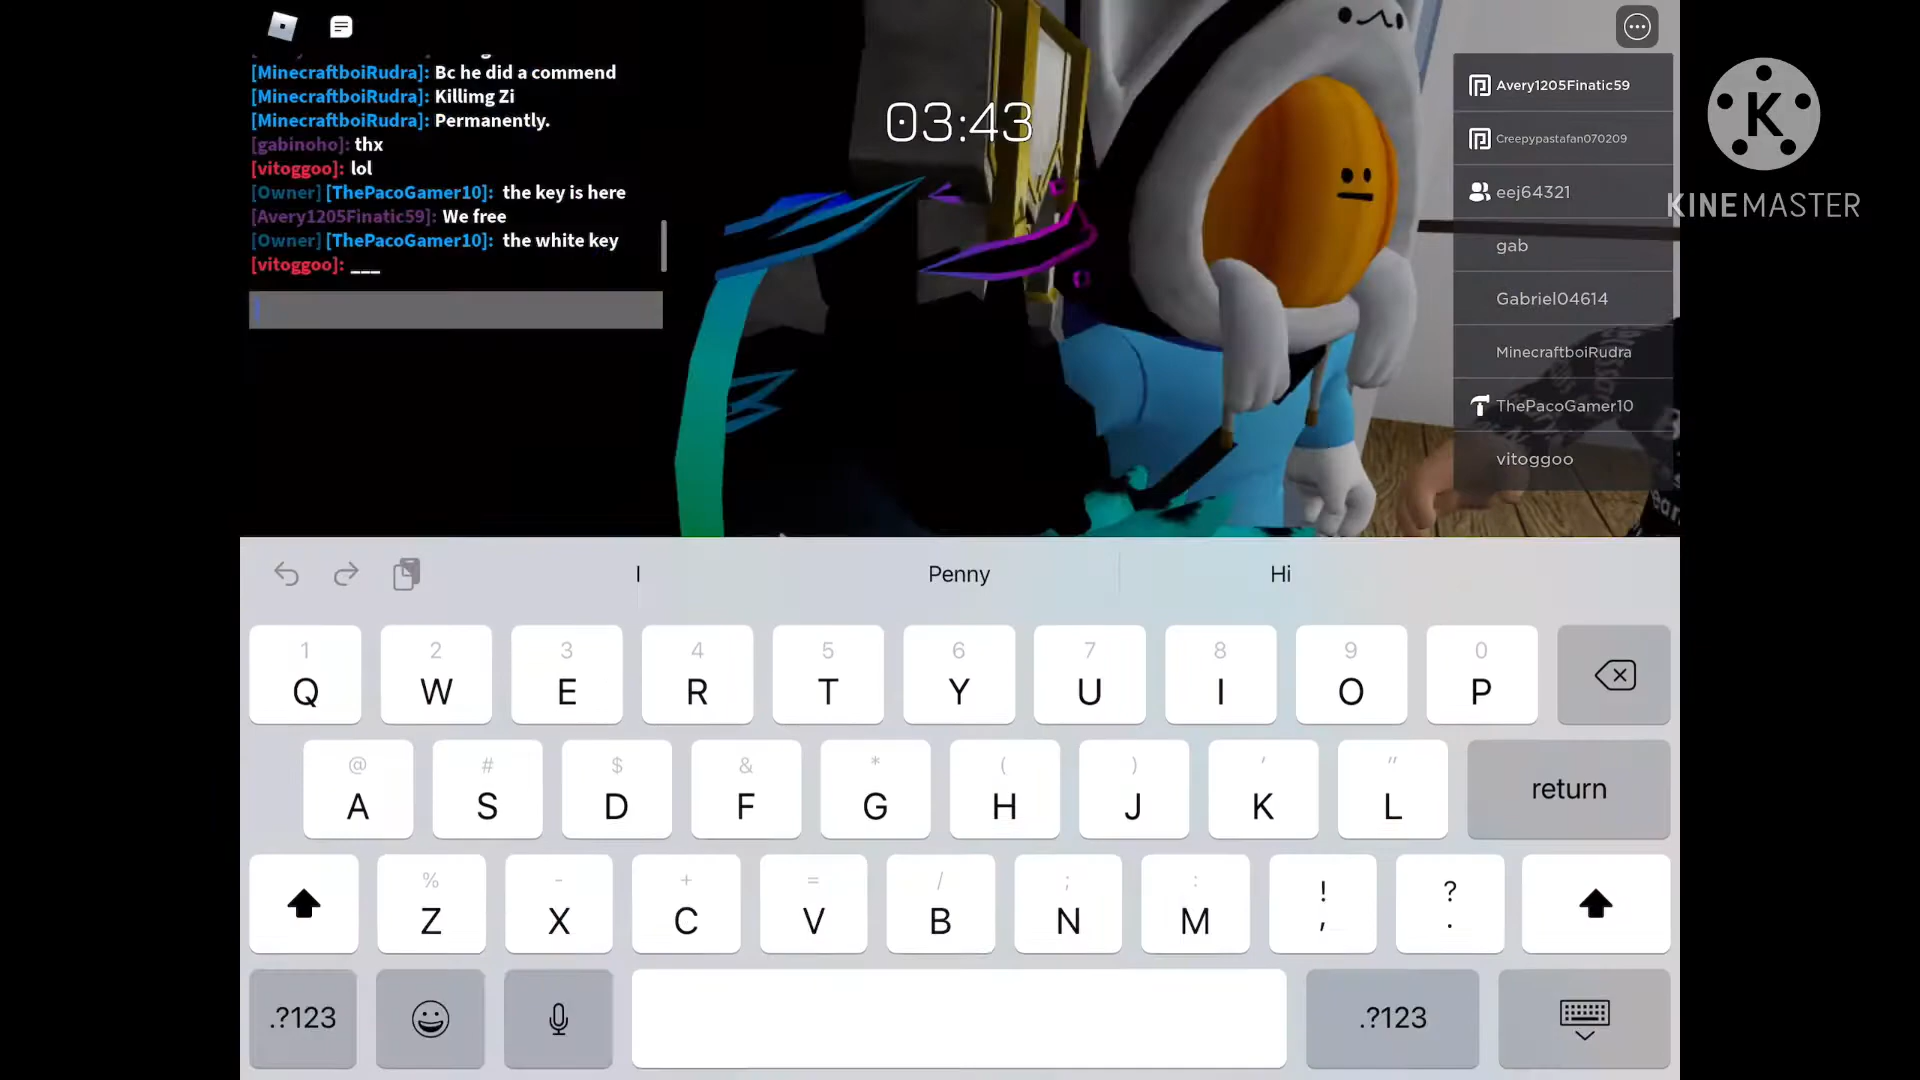 [MinecraftboiRudra]: Bc he did a commend
[MinecraftboiRudra]: Killimg Zi
[MinecraftboiRudra]: Permanently.
[gabinoho]: thx
[vitoggoo]: lol
[Owner] [ThePacoGamer10]: the key is here
[Avery1205Finatic59]: We free
[Owner] [ThePacoGamer10]: the white key
[vitoggoo]: ___
03:43
Avery1205Finatic59
Creepypastafan070209
eej64321
gab
Gabriel04614
MinecraftboiRudra
ThePacoGamer10
vitoggoo
K
KINEMASTER
I Penny Hi
1 2 3 4 5 6 7 8 9 0
Q W E R T Y U I O P
@ # $ & * ( ) ' "
A S D F G H J K L return
% - + = / ; : ! ?
Z X C V B N M , .
.?123 .?123